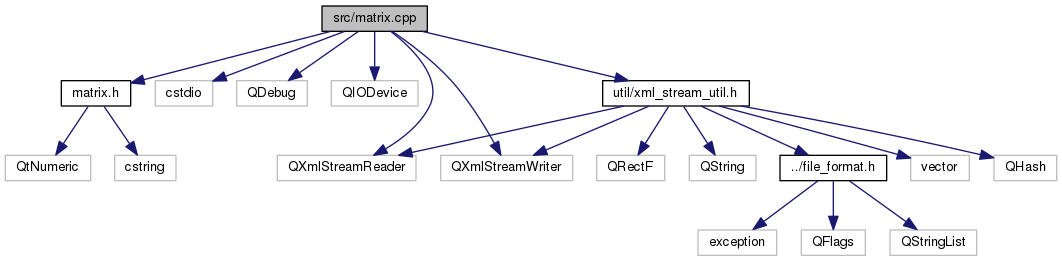 src/matrix.cpp
matrix.h
cstdio
QDebug
QIODevice
util/xml_stream_util.h
QtNumeric
cstring
QXmlStreamReader
QXmlStreamWriter
QRectF
QString
../file_format.h
vector
QHash
exception
QFlags
QStringList